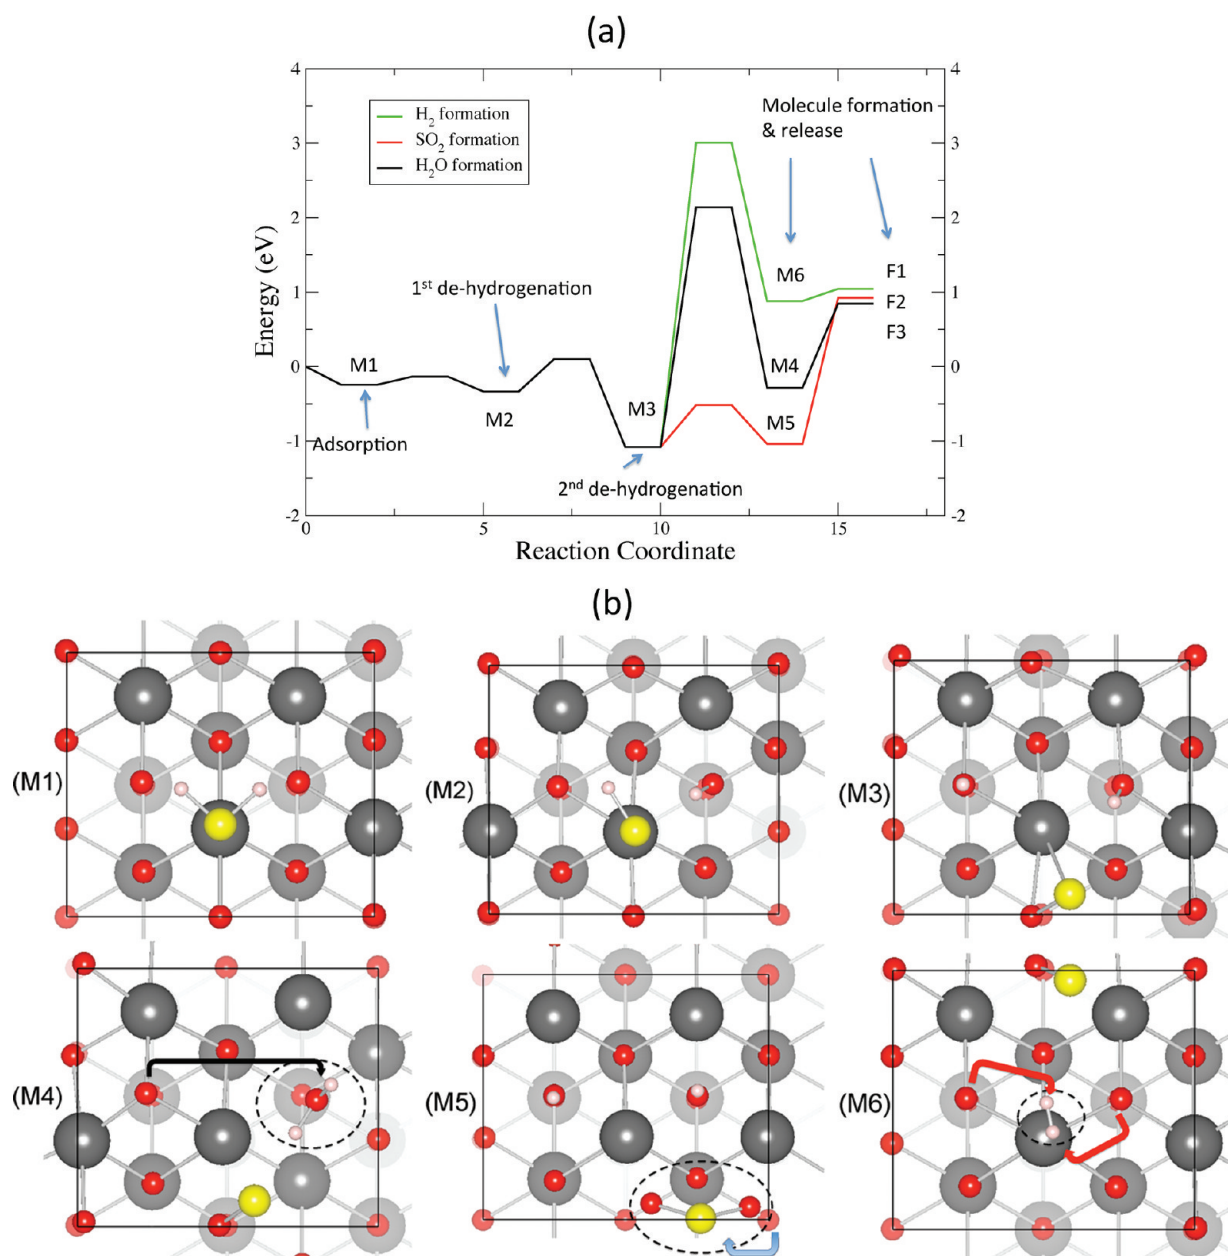 (a)
4
3
2
1
0
-1
-2
Energy (eV)
H2 formation
SO2 formation
H2O formation
Molecule formation
& release
1st de-hydrogenation
M1
M2
M3
M4
M5
M6
F1
F2
F3
Adsorption
2nd de-hydrogenation
4
3
2
1
0
-1
-2
0 5 10 15
Reaction Coordinate
(b)
(M1)
(M2)
(M3)
(M4)
(M5)
(M6)